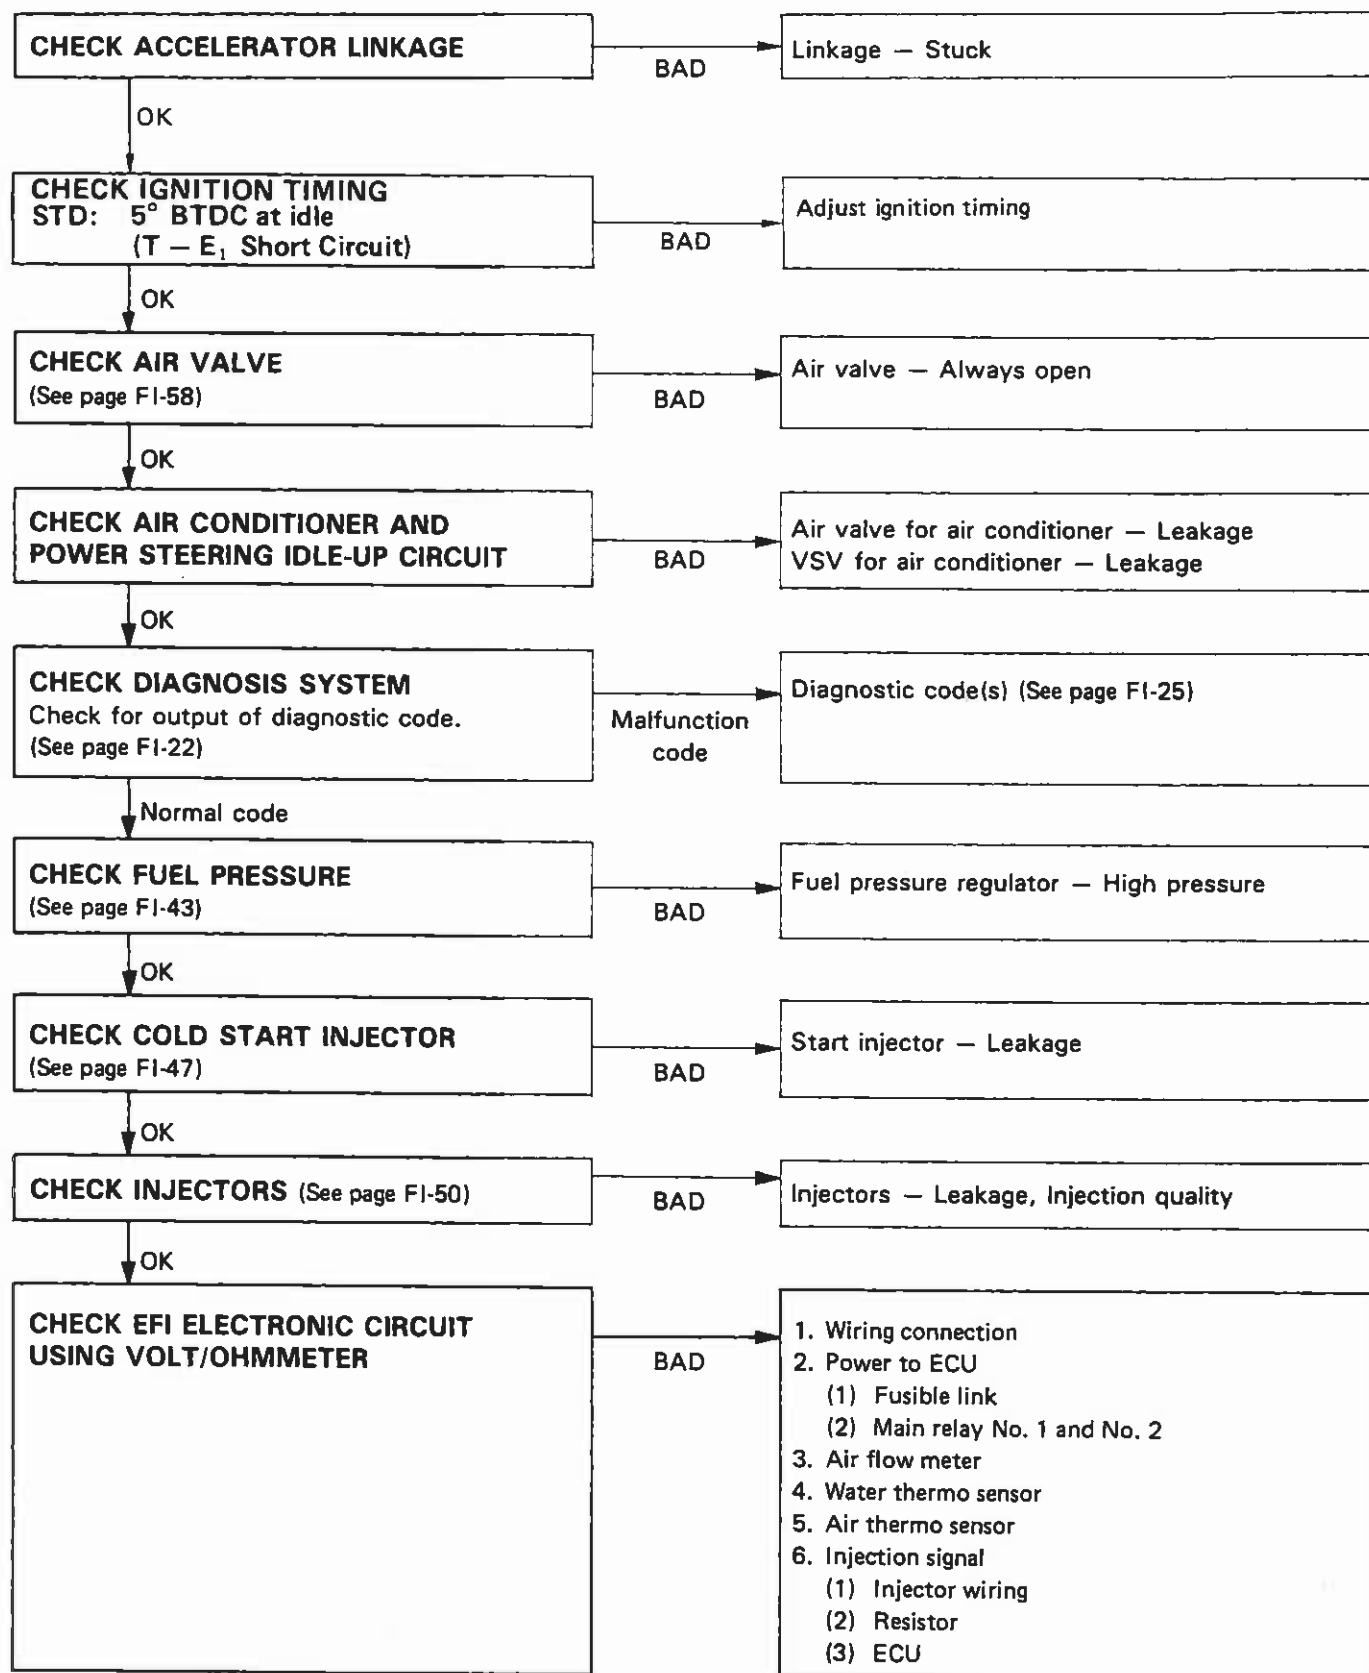 CHECK ACCELERATOR LINKAGE
BAD
Linkage — Stuck
OK
CHECK IGNITION TIMING
STD: 5° BTDC at idle
(T — E₁ Short Circuit)
BAD
Adjust ignition timing
OK
CHECK AIR VALVE
(See page FI-58)
BAD
Air valve — Always open
OK
CHECK AIR CONDITIONER AND
POWER STEERING IDLE-UP CIRCUIT
BAD
Air valve for air conditioner — Leakage
VSV for air conditioner — Leakage
OK
CHECK DIAGNOSIS SYSTEM
Check for output of diagnostic code.
(See page FI-22)
Malfunction
code
Diagnostic code(s) (See page FI-25)
Normal code
CHECK FUEL PRESSURE
(See page FI-43)
BAD
Fuel pressure regulator — High pressure
OK
CHECK COLD START INJECTOR
(See page FI-47)
BAD
Start injector — Leakage
OK
CHECK INJECTORS (See page FI-50)
BAD
Injectors — Leakage, Injection quality
OK
CHECK EFI ELECTRONIC CIRCUIT
USING VOLT/OHMMETER
BAD
1. Wiring connection
2. Power to ECU
(1) Fusible link
(2) Main relay No. 1 and No. 2
3. Air flow meter
4. Water thermo sensor
5. Air thermo sensor
6. Injection signal
(1) Injector wiring
(2) Resistor
(3) ECU